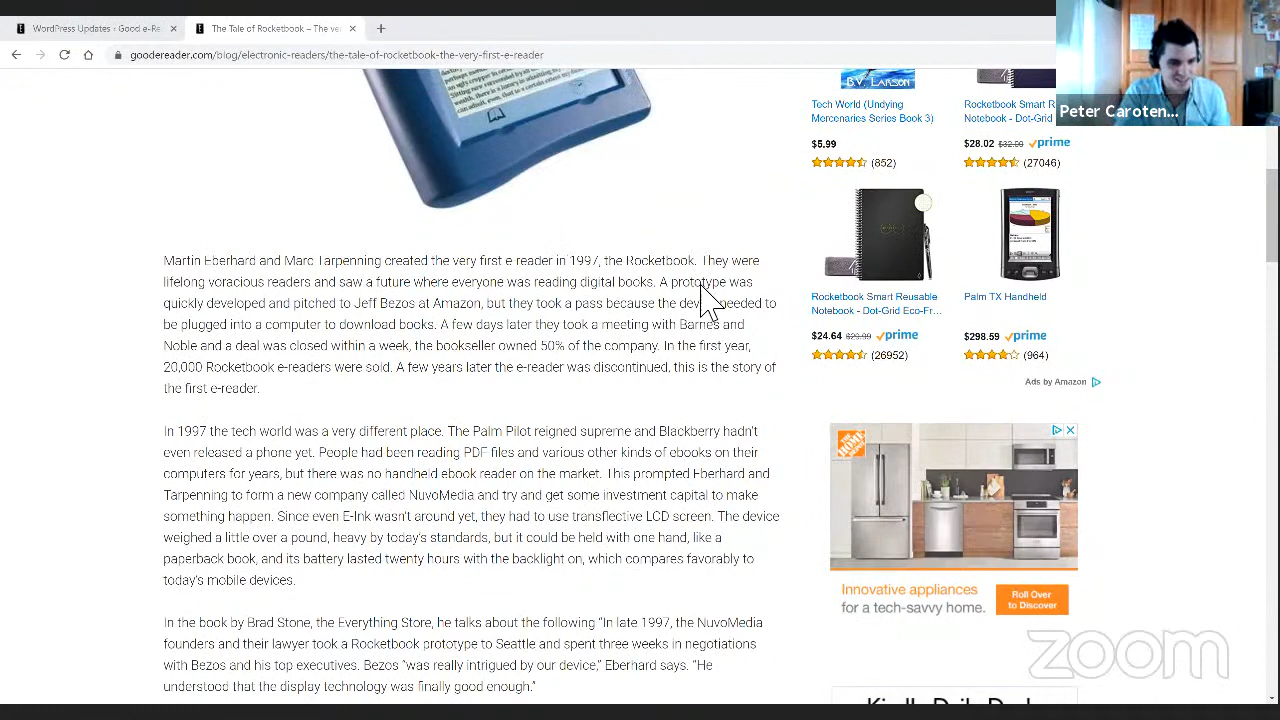 WordPress Updates ‹ Good e-Re
The Tale of Rocketbook – The ver
goodereader.com/blog/electronic-readers/the-tale-of-rocketbook-the-very-first-e-reader
Peter Caroten...
Martin Eberhard and Marc Tarpenning created the very first e-reader in 1997, the Rocketbook. They were
lifelong voracious readers and saw a future where everyone was reading digital books. A prototype was
quickly developed and pitched to Jeff Bezos at Amazon, but they took a pass because the device needed to
be plugged into a computer to download books. A few days later they took a meeting with Barnes and
Noble and a deal was closed within a week, the bookseller owned 50% of the company. In the first year,
20,000 Rocketbook e-readers were sold. A few years later the e-reader was discontinued, this is the story of
the first e-reader.
In 1997 the tech world was a very different place. The Palm Pilot reigned supreme and Blackberry hadn't
even released a phone yet. People had been reading PDF files and various other kinds of ebooks on their
computers for years, but there was no handheld ebook reader on the market. This prompted Eberhard and
Tarpenning to form a new company called NuvoMedia and try and get some investment capital to make
something happen. Since E INK wasn't around yet, they had to use transflective LCD screen. The device
weighed a little over a pound, heavy by today's standards, but it could be held with one hand, like a
paperback book, and its battery lasted twenty hours with the backlight on, which compares favorably to
today's mobile devices.
In the book by Brad Stone, the Everything Store, he talks about the following "In late 1997, the NuvoMedia
founders and their lawyer took a Rocketbook prototype to Seattle and spent three weeks in negotiations
with Bezos and his top executives. Bezos "was really intrigued by our device," Eberhard says. "He
understood that the display technology was finally good enough."
B.V. LARSON
Tech World (Undying
Mercenaries Series Book 3)
$5.99
(852)
Rocketbook Smart R
Notebook - Dot-Grid
$28.02 $32.00 prime
(27046)
Rocketbook Smart Reusable
Notebook - Dot-Grid Eco-Fr…
$24.64 prime
(26952)
Palm TX Handheld
$298.59 prime
(964)
Ads by Amazon
Innovative appliances
for a tech-savvy home.
Roll Over
to Discover
zoom